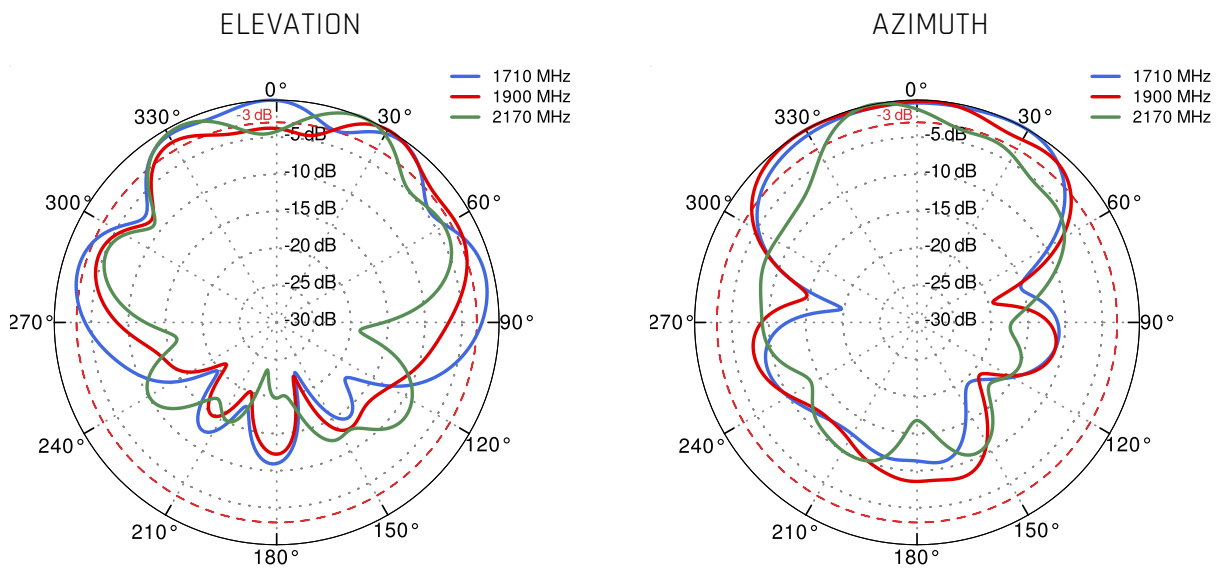 ELEVATION
1710 MHz
1900 MHz
2170 MHz
0°
330°
-3 dB
30°
-5 dB
-10 dB
300°
60°
-15 dB
-20 dB
-25 dB
270°
-30 dB
90°
240°
120°
210°
150°
180°
AZIMUTH
1710 MHz
1900 MHz
2170 MHz
0°
330°
-3 dB
30°
-5 dB
-10 dB
300°
60°
-15 dB
-20 dB
-25 dB
270°
-30 dB
90°
240°
120°
210°
150°
180°